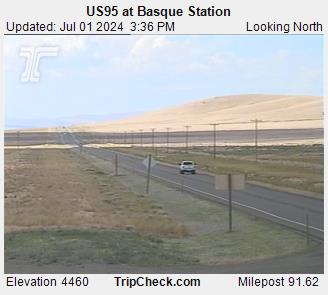 US95 at Basque Station
Updated: Jul 01 2024 3:36 PM Looking North
Elevation 4460 TripCheck.com Milepost 91.62